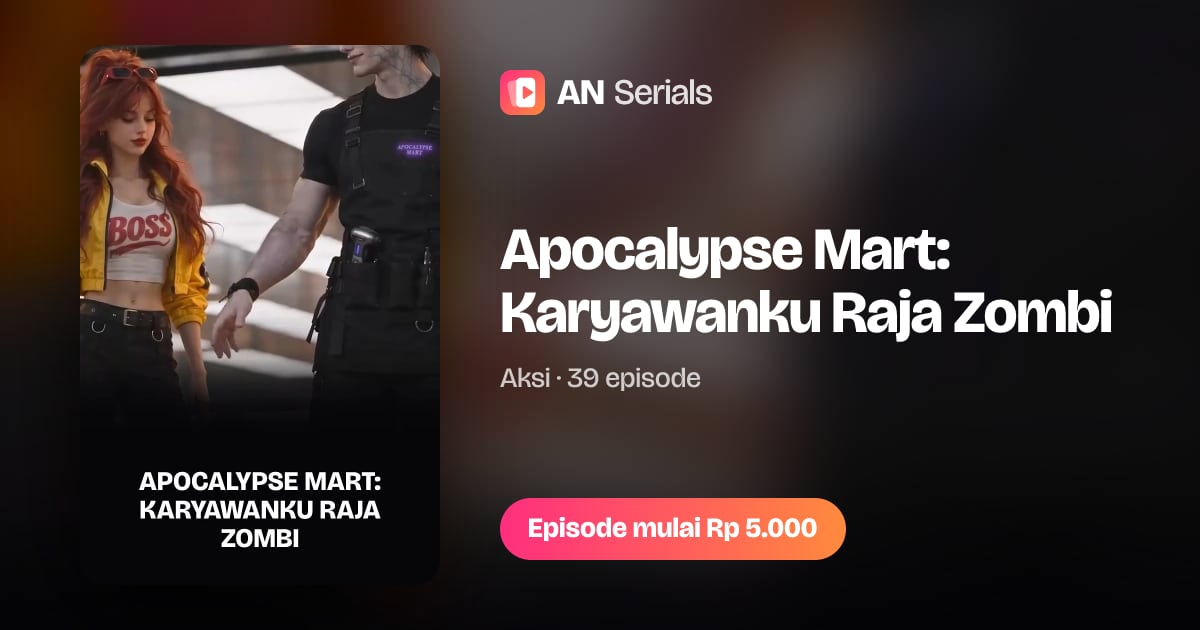 BOSS
APOCALYPSE
MART
APOCALYPSE MART:
KARYAWANKU RAJA
ZOMBI
AN Serials
Apocalypse Mart:
Karyawanku Raja Zombi
Aksi · 39 episode
Episode mulai Rp 5.000